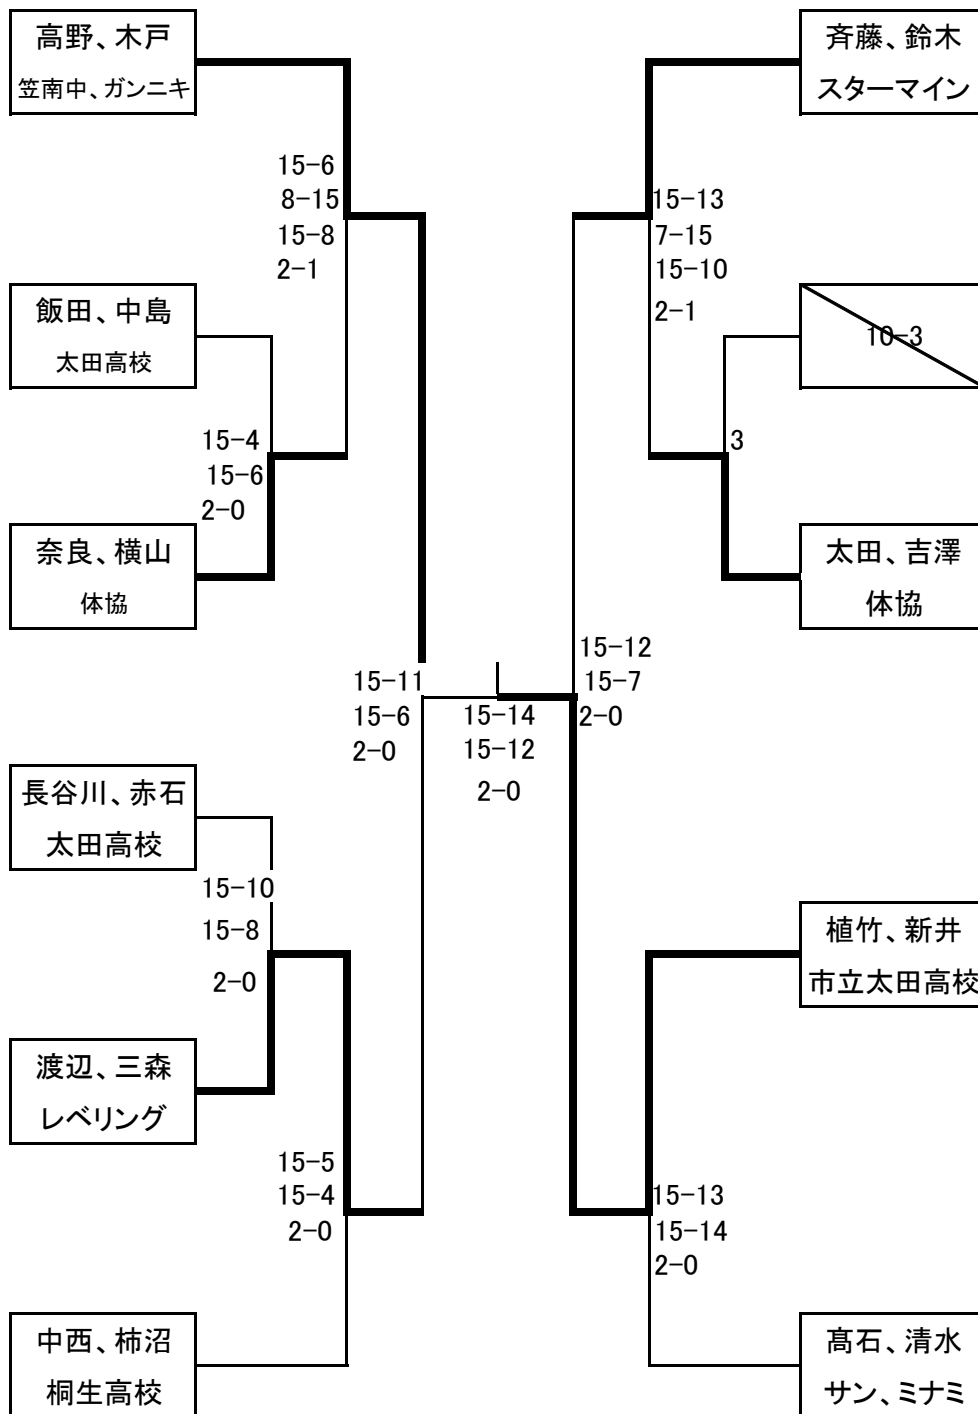 高野、木戸
笠南中、ガンニキ
斉藤、鈴木
スターマイン
15-6
8-15
15-8
2-1
15-13
7-15
15-10
2-1
飯田、中島
太田高校
10-3
15-4
15-6
2-0
3
奈良、横山
体協
太田、吉澤
体協
15-11
15-6
2-0
15-14
15-12
2-0
15-12
15-7
2-0
長谷川、赤石
太田高校
15-10
15-8
2-0
植竹、新井
市立太田高校
渡辺、三森
レベリング
15-5
15-4
2-0
15-13
15-14
2-0
中西、柿沼
桐生高校
髙石、清水
サン、ミナミ